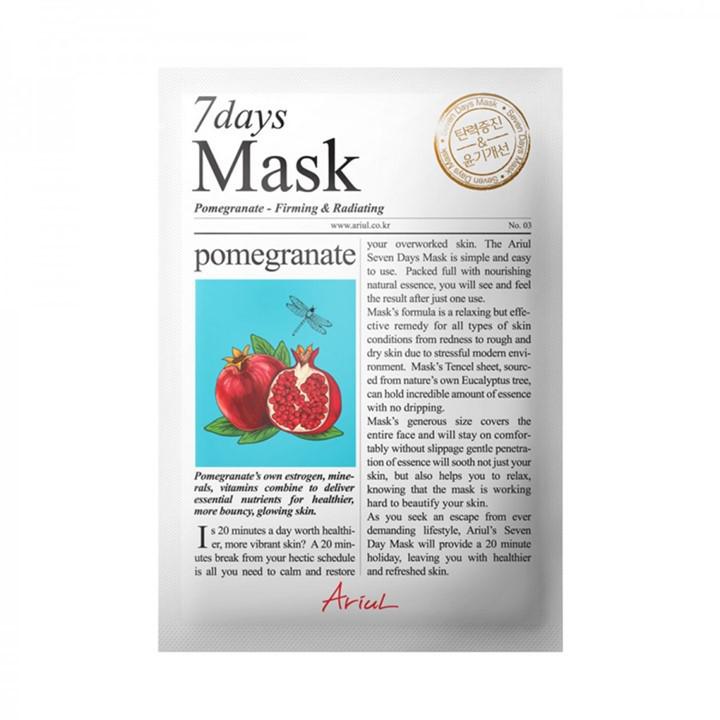 7days
Mask
Pomegranate - Firming & Radiating
Seven Days Mask • Seven Days Mask • Seven Days Mask •
탄력증진
&
윤기개선
www.ariul.co.kr
No. 03
pomegranate
Pomegranate's own estrogen, mine-
rals, vitamins combine to deliver
essential nutrients for healthier,
more bouncy, glowing skin.
Is 20 minutes a day worth healthi-
er, more vibrant skin? A 20 min-
utes break from your hectic schedule
is all you need to calm and restore
your overworked skin. The Ariul
Seven Days Mask is simple and easy
to use. Packed full with nourishing
natural essence, you will see and feel
the result after just one use.
Mask's formula is a relaxing but effe-
ctive remedy for all types of skin
conditions from redness to rough and
dry skin due to stressful modern envi-
ronment. Mask's Tencel sheet, sourc-
ed from nature's own Eucalyptus tree,
can hold incredible amount of essence
with no dripping.
Mask's generous size covers the
entire face and will stay on comfor-
tably without slippage gentle penetra-
tion of essence will sooth not just your
skin, but also helps you to relax,
knowing that the mask is working
hard to beautify your skin.
As you seek an escape from ever
demanding lifestyle, Ariul's Seven
Day Mask will provide a 20 minute
holiday, leaving you with healthier
and refreshed skin.
Ariul